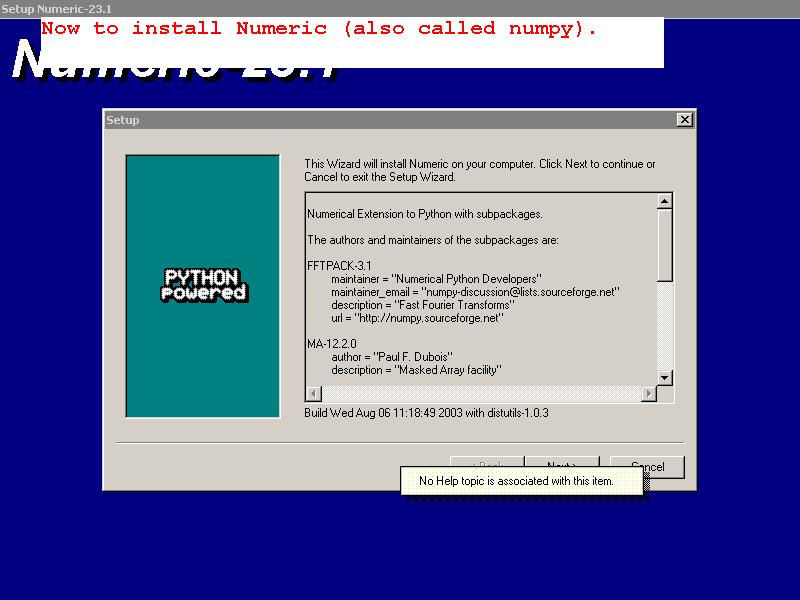 Setup Numeric-23.1
Now to install Numeric (also called numpy).
Numeric-23.1
Setup
This Wizard will install Numeric on your computer. Click Next to continue or
Cancel to exit the Setup Wizard.
Numerical Extension to Python with subpackages.
The authors and maintainers of the subpackages are:
FFTPACK-3.1
maintainer = "Numerical Python Developers"
maintainer_email = "numpy-discussion@lists.sourceforge.net"
description = "Fast Fourier Transforms"
url = "http://numpy.sourceforge.net"
MA-12.2.0
author = "Paul F. Dubois"
description = "Masked Array facility"
PYTHON
Powered
Build Wed Aug 06 11:18:49 2003 with distutils-1.0.3
< Back Next > Cancel
No Help topic is associated with this item.